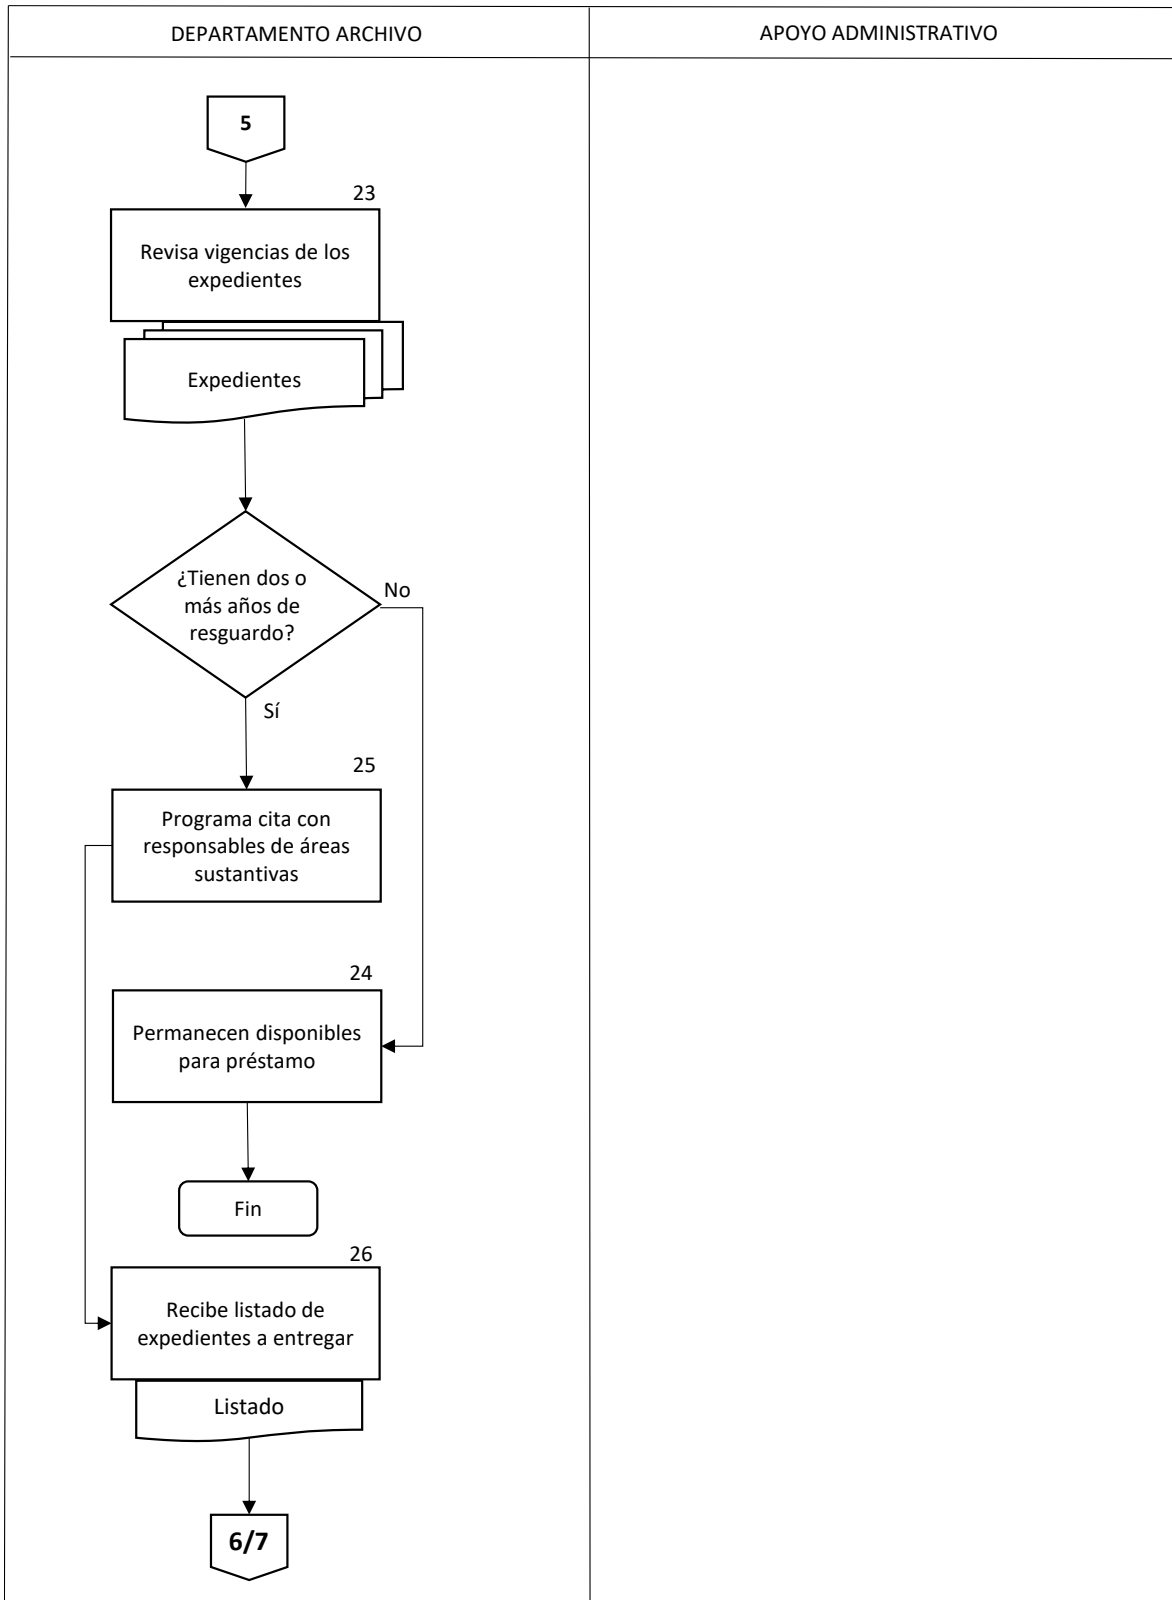 DEPARTAMENTO ARCHIVO
APOYO ADMINISTRATIVO
5
23
Revisa vigencias de los
expedientes
Expedientes
¿Tienen dos o
más años de
resguardo?
No
Sí
25
Programa cita con
responsables de áreas
sustantivas
24
Permanecen disponibles
para préstamo
Fin
26
Recibe listado de
expedientes a entregar
Listado
6/7